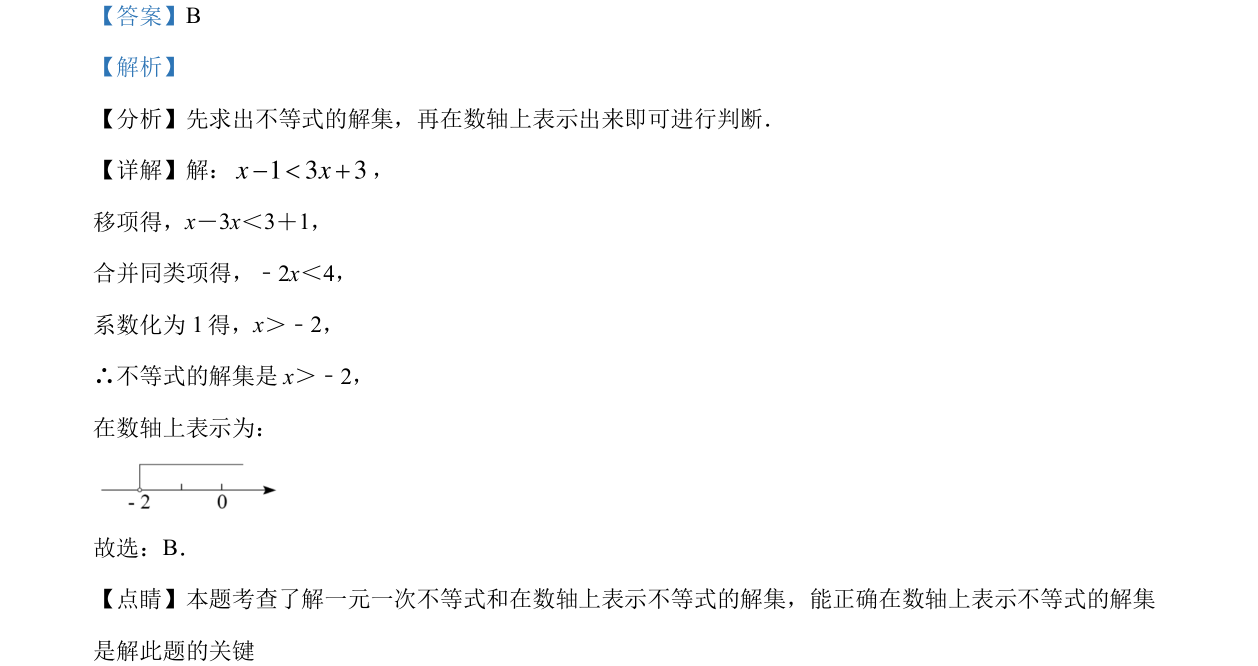 【答案】B
【解析】
【分析】先求出不等式的解集，再在数轴上表示出来即可进行判断．
【详解】解：x−1<3x+3，
移项得，x－3x＜3＋1，
合并同类项得，﹣2x＜4，
系数化为 1 得，x＞﹣2，
∴不等式的解集是 x＞﹣2，
在数轴上表示为：
-2 0
故选：B．
【点睛】本题考查了解一元一次不等式和在数轴上表示不等式的解集，能正确在数轴上表示不等式的解集
是解此题的关键